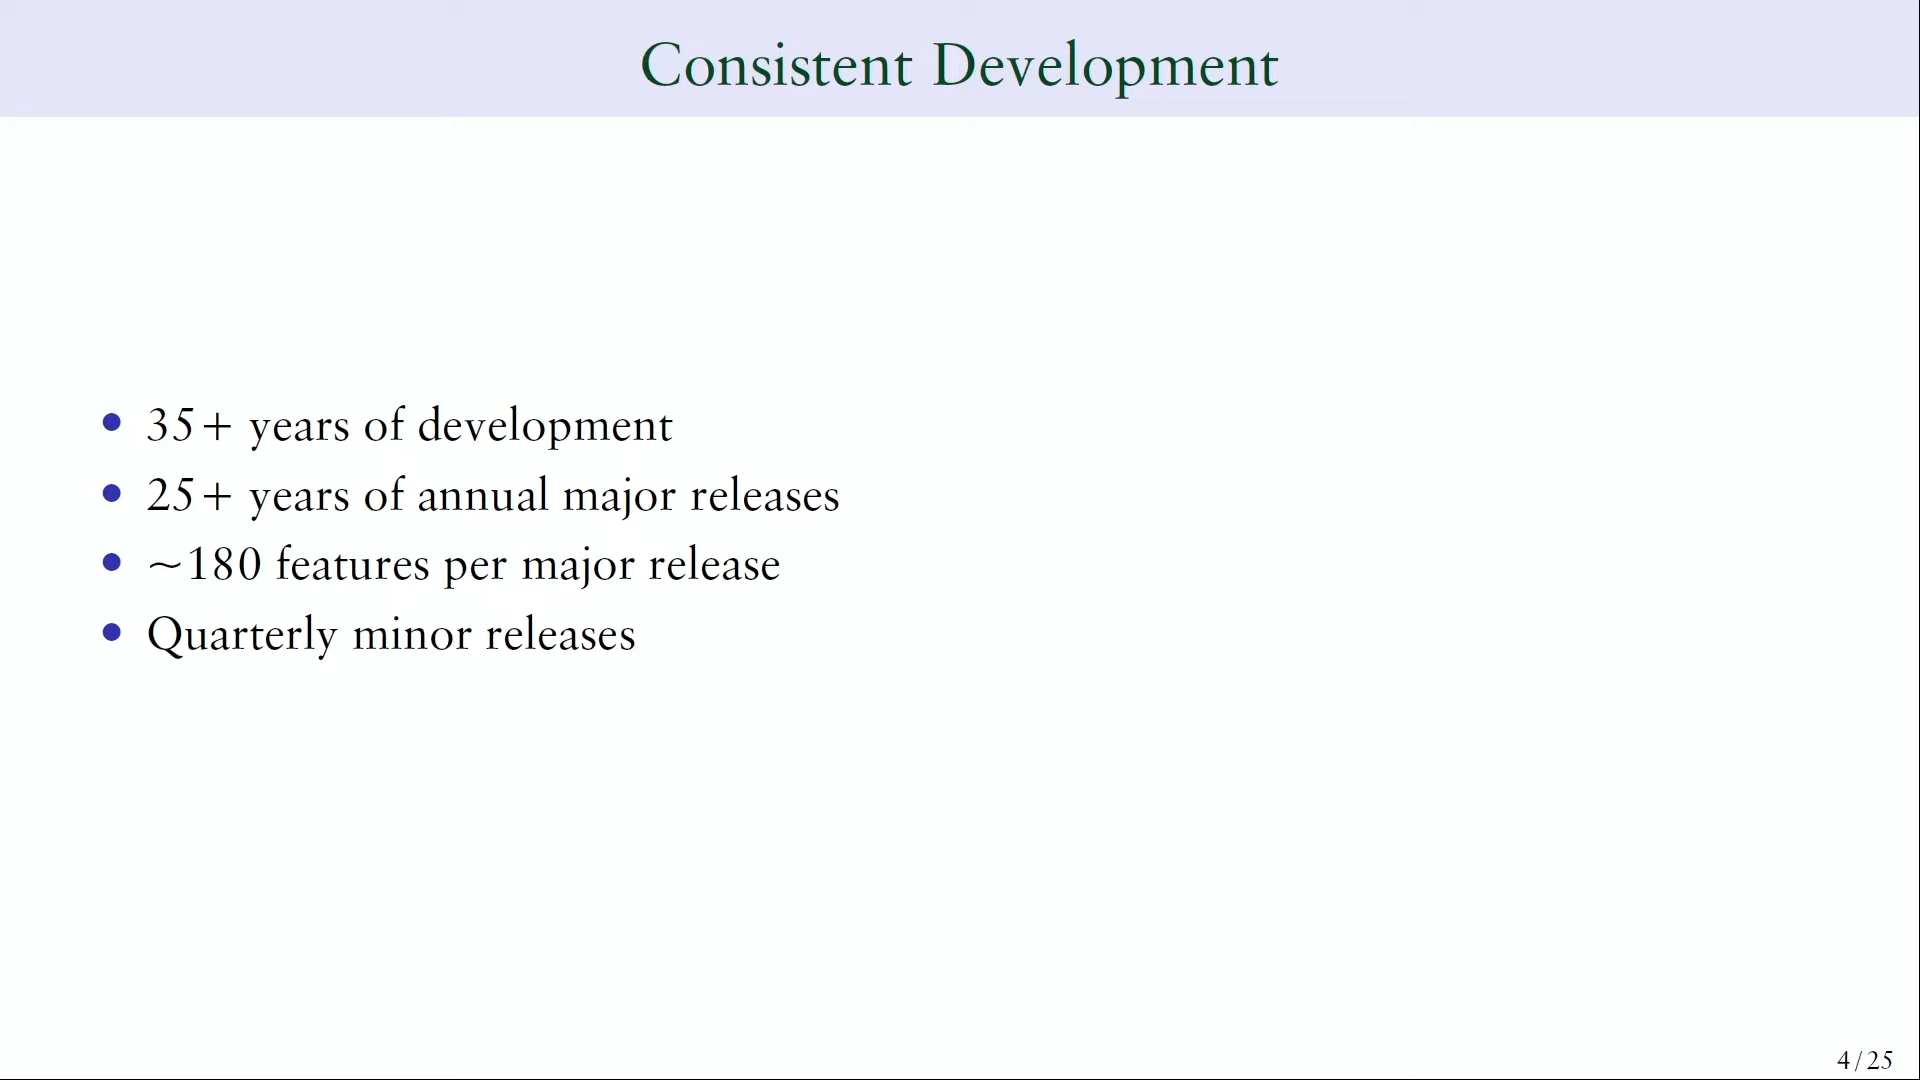 Consistent Development
• 35+ years of development
• 25+ years of annual major releases
• ~180 features per major release
• Quarterly minor releases
4/25